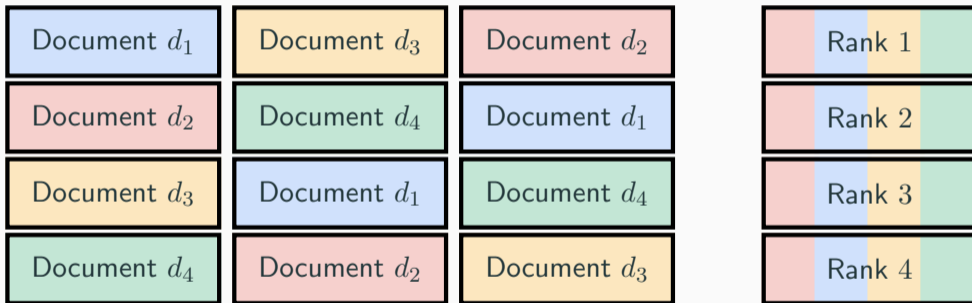 Document d₁ Document d₃ Document d₂ Rank 1
Document d₂ Document d₄ Document d₁ Rank 2
Document d₃ Document d₁ Document d₄ Rank 3
Document d₄ Document d₂ Document d₃ Rank 4